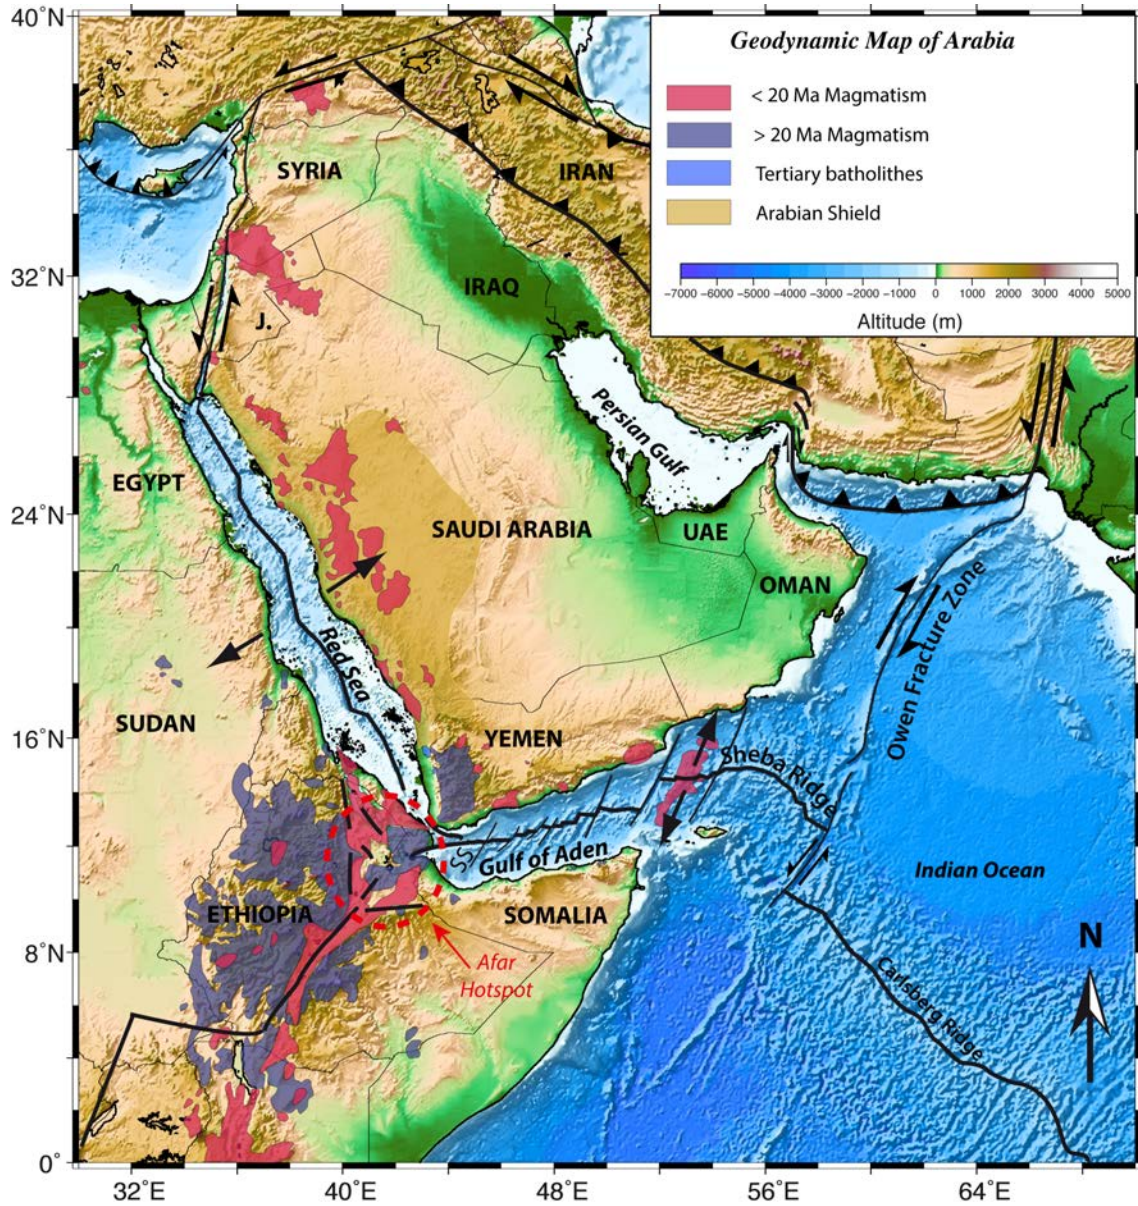 40°N
32°N
24°N
16°N
8°N
0°
32°E
40°E
48°E
56°E
64°E
Geodynamic Map of Arabia
< 20 Ma Magmatism
> 20 Ma Magmatism
Tertiary batholithes
Arabian Shield
-7000 -6000 -5000 -4000 -3000 -2000 -1000 0 1000 2000 3000 4000 5000
Altitude (m)
SYRIA
IRAN
IRAQ
J.
Persian Gulf
EGYPT
SAUDI ARABIA
UAE
OMAN
Red Sea
Owen Fracture Zone
SUDAN
YEMEN
Sheba Ridge
SS
Gulf of Aden
Indian Ocean
ETHIOPIA
SOMALIA
Afar
Hotspot
Carlsberg Ridge
N